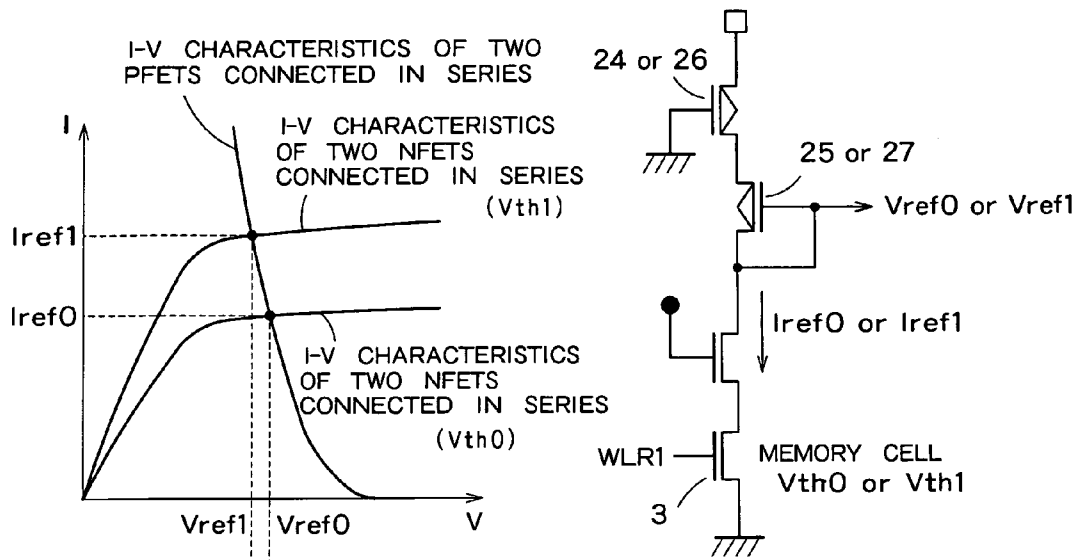 I-V CHARACTERISTICS OF TWO
PFETS CONNECTED IN SERIES
I
I-V CHARACTERISTICS
OF TWO NFETS
CONNECTED IN SERIES
(Vth1)
Iref1
Iref0
I-V CHARACTERISTICS
OF TWO NFETS
CONNECTED IN SERIES
(Vth0)
Vref1
Vref0
V
24 or 26
25 or 27
Vref0 or Vref1
Iref0 or Iref1
WLR1
MEMORY CELL
Vth0 or Vth1
3